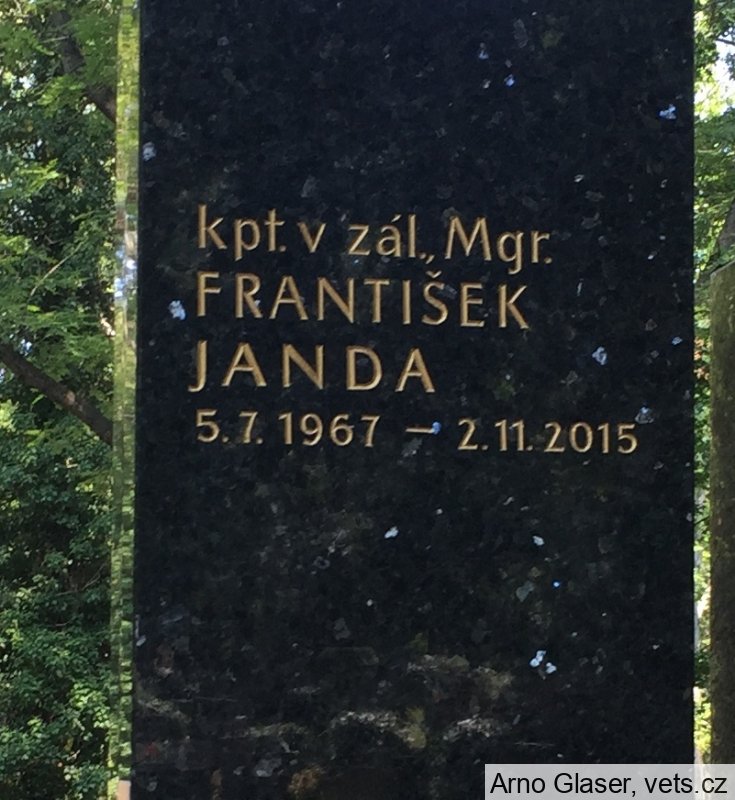 kpt. v zál., Mgr.
FRANTIŠEK
JANDA
5. 7. 1967 – 2. 11. 2015
Arno Glaser, vets.cz